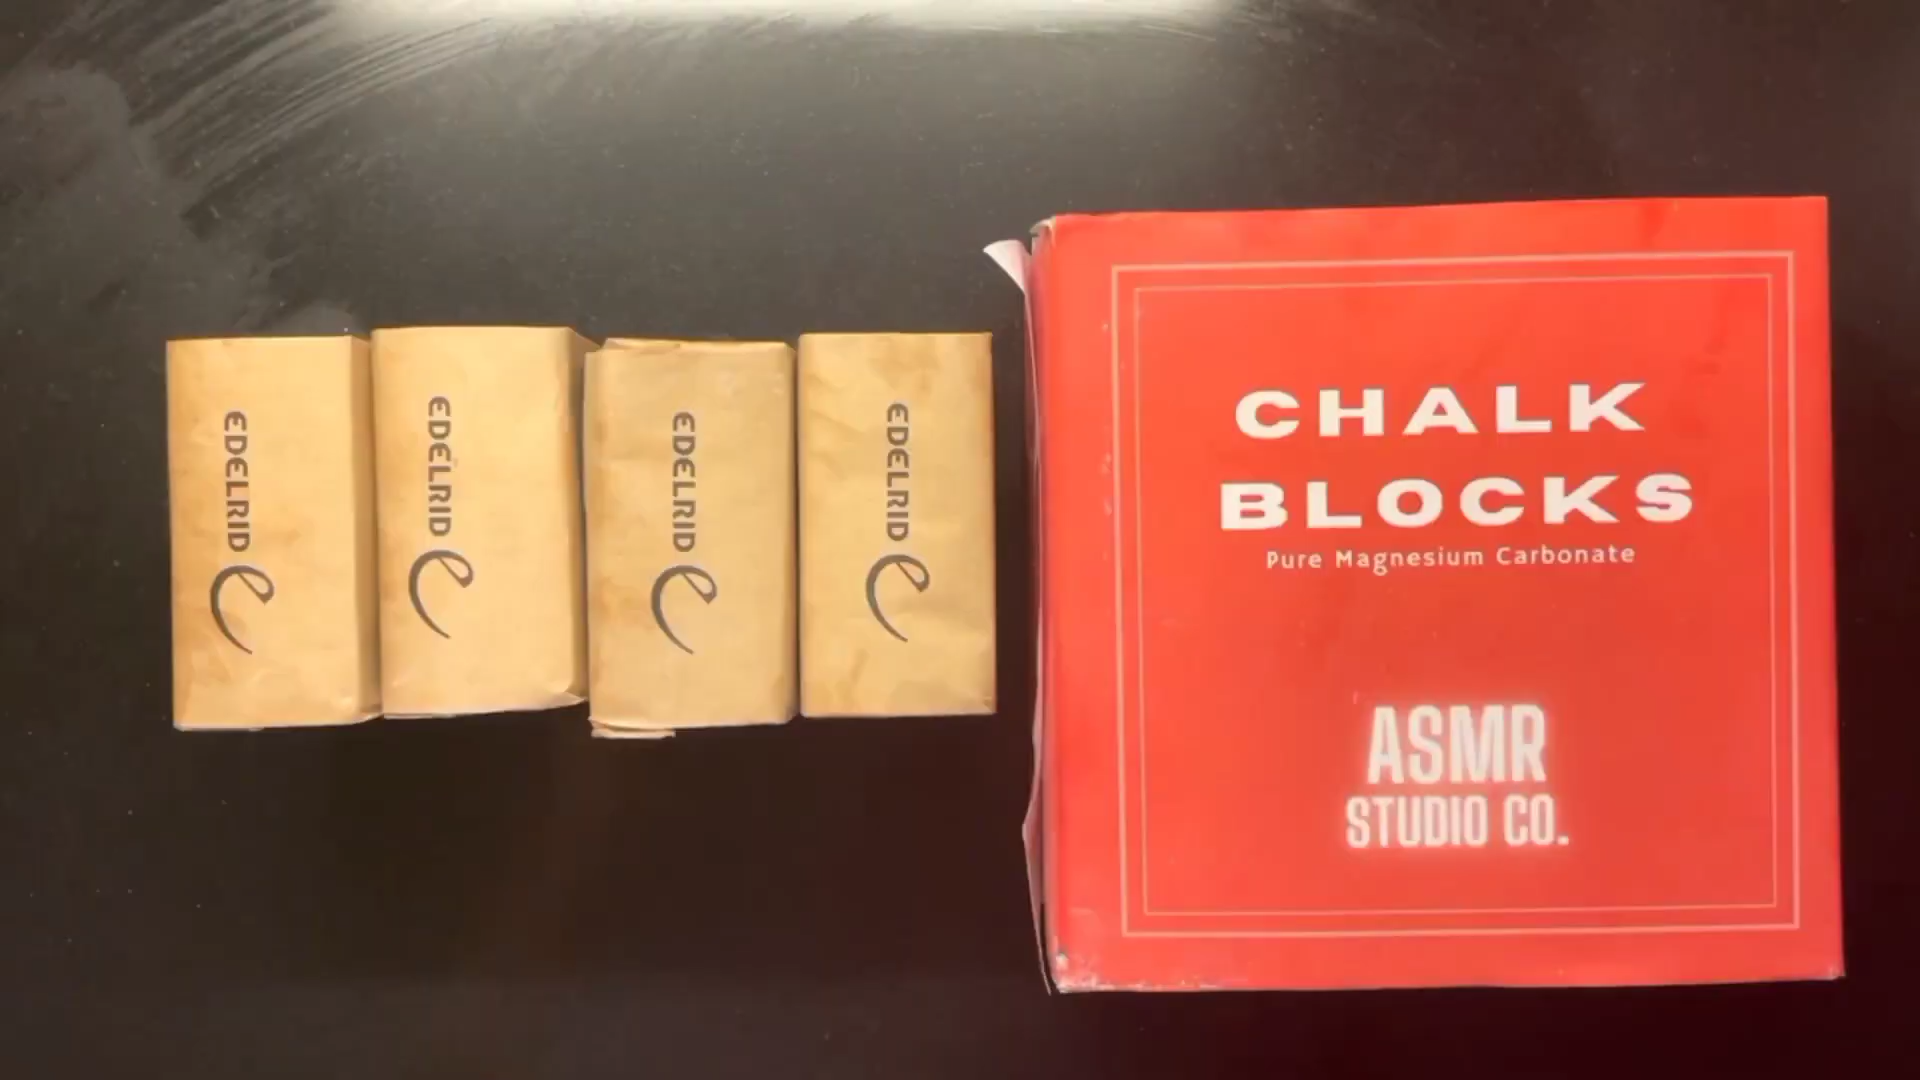 EDELRID
EDELRID
EDELRID
EDELRID
CHALK
BLOCKS
Pure Magnesium Carbonate
ASMR
STUDIO CO.